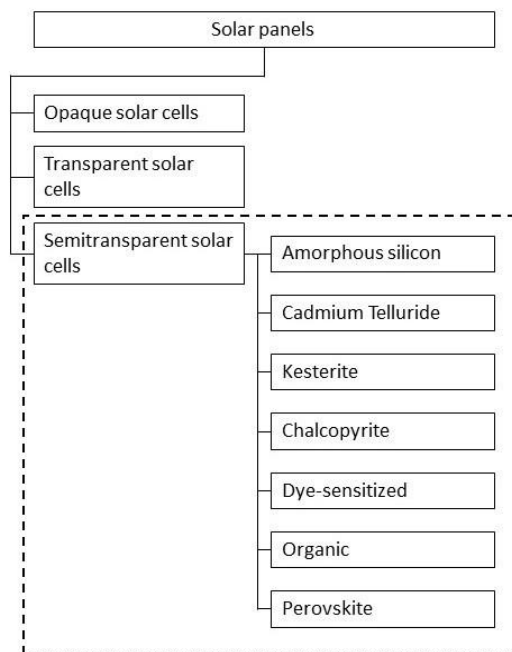 Solar panels
Opaque solar cells
Transparent solar
cells
Semitransparent solar
cells
Amorphous silicon
Cadmium Telluride
Kesterite
Chalcopyrite
Dye-sensitized
Organic
Perovskite